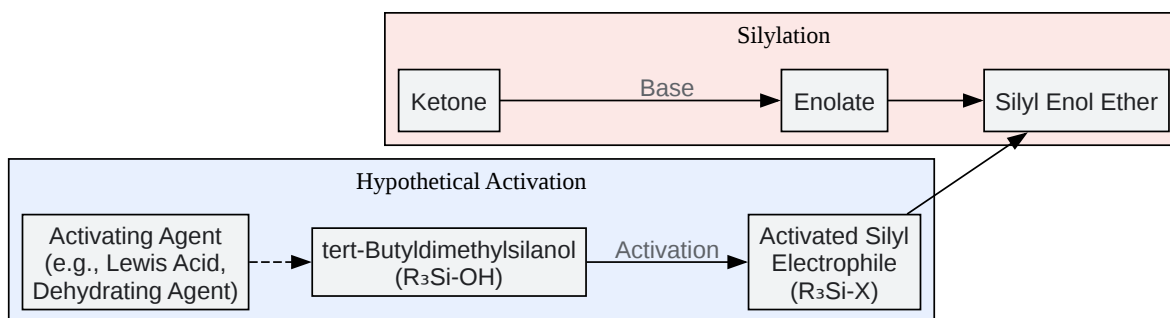 Silylation
Ketone
Base
Enolate
Silyl Enol Ether
Hypothetical Activation
Activating Agent
(e.g., Lewis Acid,
Dehydrating Agent)
tert-Butyldimethylsilanol
(R₃Si-OH)
Activation
Activated Silyl
Electrophile
(R₃Si-X)